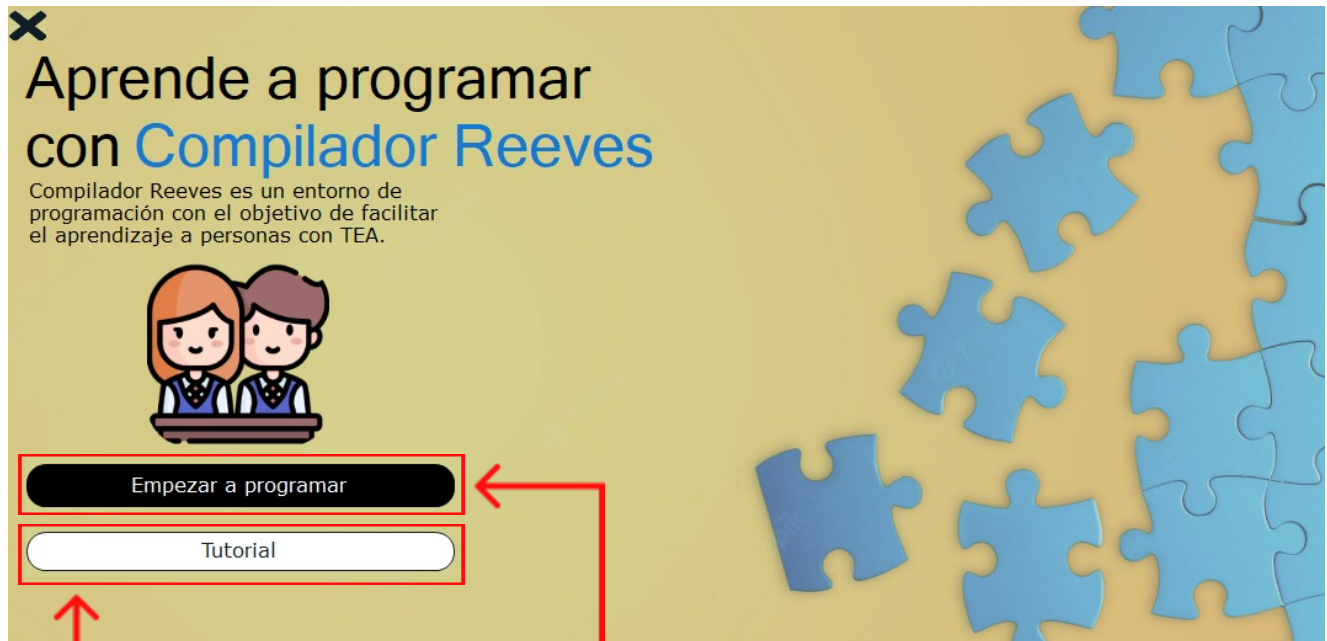 Aprende a programar
con Compilador Reeves
Compilador Reeves es un entorno de
programación con el objetivo de facilitar
el aprendizaje a personas con TEA.
Empezar a programar
Tutorial